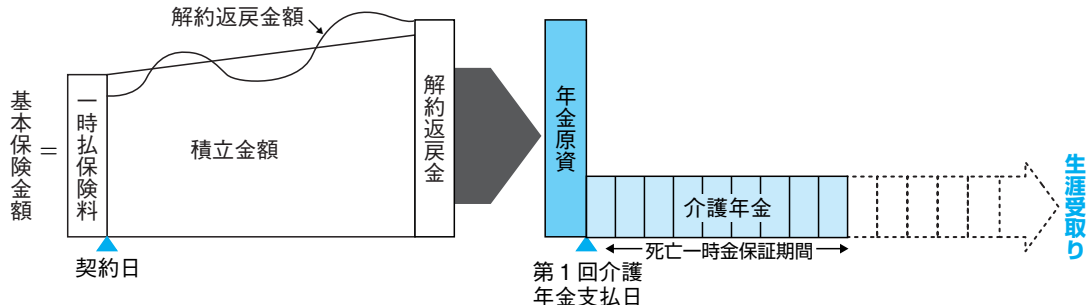 解約返戻金額
基本保険金額
＝
一時払保険料
積立金額
解約返戻金
契約日
年金原資
介護年金
死亡一時金保証期間
第1回介護
年金支払日
生涯受取り